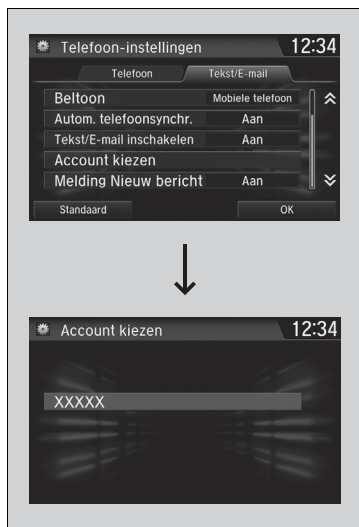 Telefoon-instellingen 12:34
Telefoon Tekst/E-mail
Beltoon Mobiele telefoon
Autom. telefoonsynchr. Aan
Tekst/E-mail inschakelen Aan
Account kiezen
Melding Nieuw bericht Aan
Standaard OK
Account kiezen 12:34
XXXXX